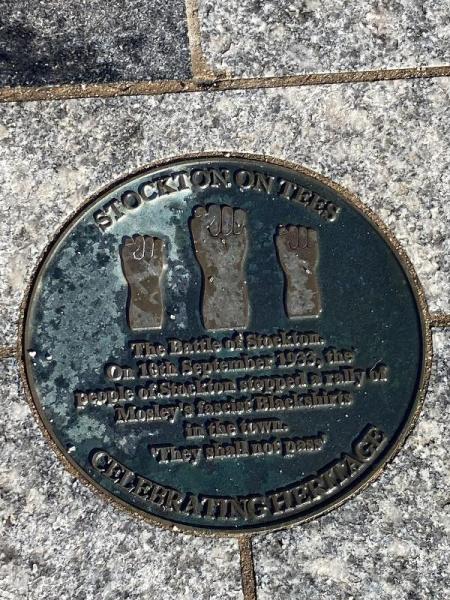 STOCKTON ON TEES
The Battle of Stockton
On 10th September 1933, the
people of Stockton stopped a rally of
Mosley's fascist Blackshirts
in the town.
'They shall not pass'
CELEBRATING HERITAGE